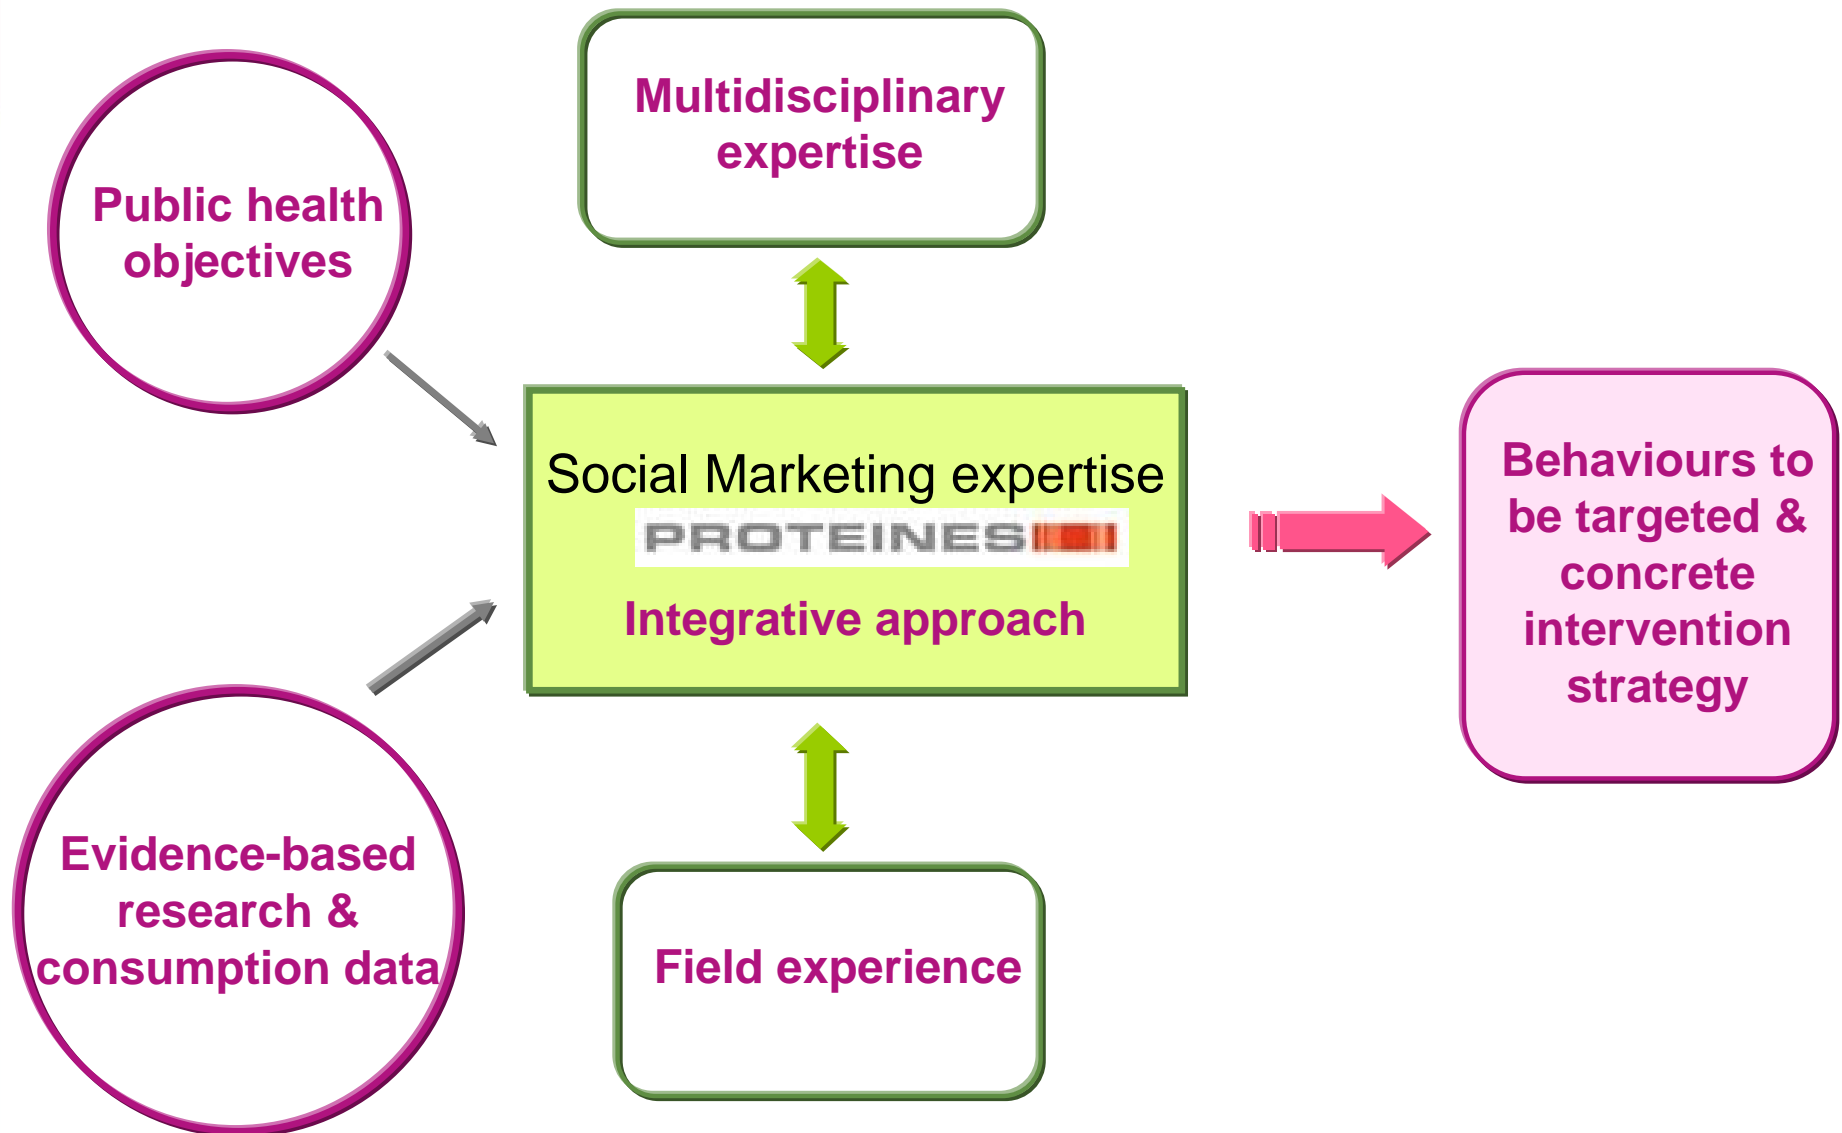 Multidisciplinary
expertise
Public health
objectives
Social Marketing expertise
PROTEINES
Integrative approach
Behaviours to
be targeted &
concrete
intervention
strategy
Evidence-based
research &
consumption data
Field experience